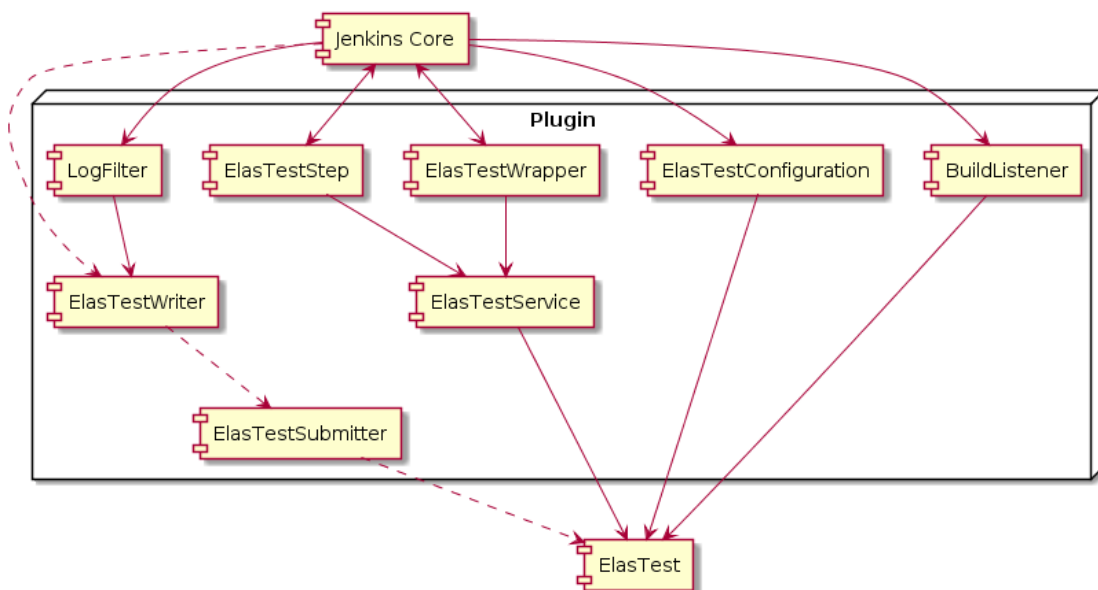 Jenkins Core
Plugin
LogFilter
ElasTestStep
ElasTestWrapper
ElasTestConfiguration
BuildListener
ElasTestWriter
ElasTestService
ElasTestSubmitter
ElasTest